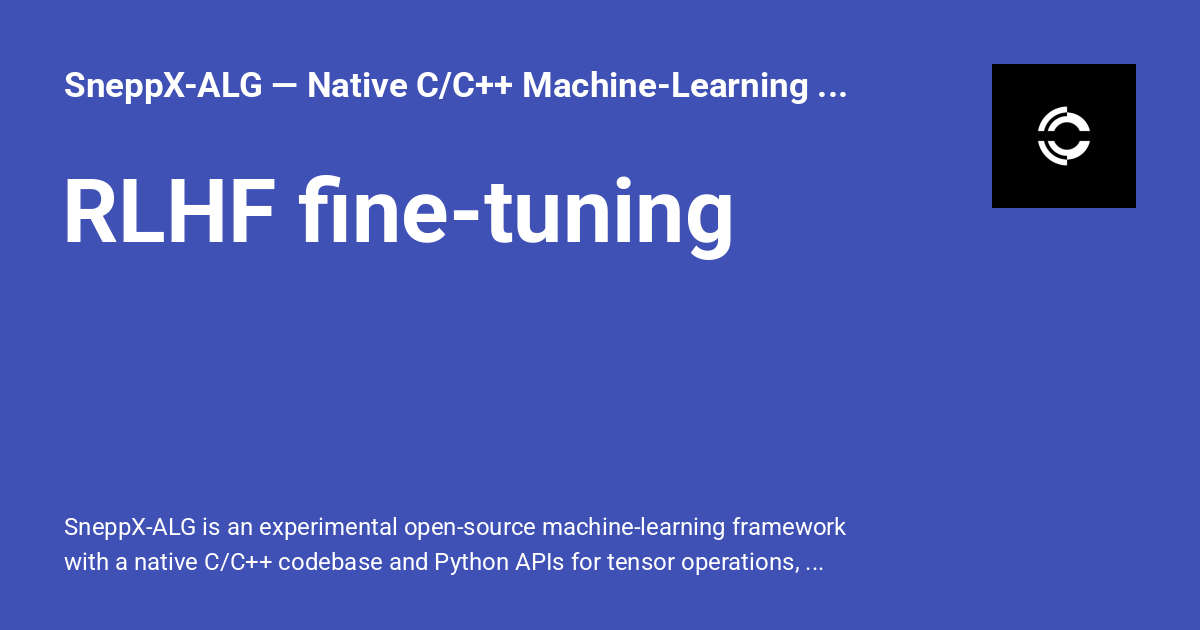 SneppX-ALG — Native C/C++ Machine-Learning ...
RLHF fine-tuning
SneppX-ALG is an experimental open-source machine-learning framework
with a native C/C++ codebase and Python APIs for tensor operations, ...